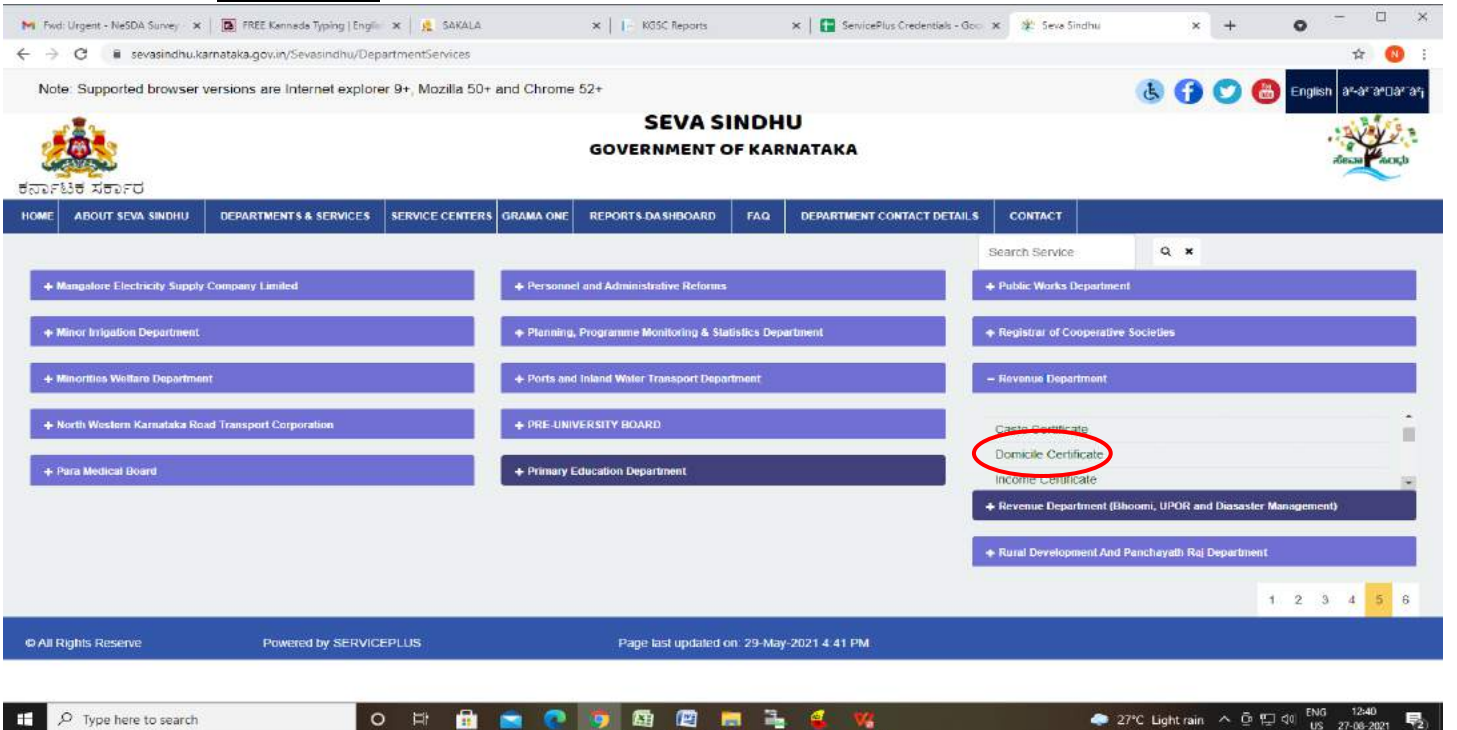 Fwd: Urgent - NeSDA Survey
FREE Kannada Typing | Englis
SAKALA
KGSC Reports
ServicePlus Credentials - Goo
Seva Sindhu
sevasindhu.karnataka.gov.in/Sevasindhu/DepartmentServices
N
Note: Supported browser versions are Internet explorer 9+, Mozilla 50+ and Chrome 52+
English
SEVA SINDHU
GOVERNMENT OF KARNATAKA
ಕರ್ನಾಟಕ ಸರ್ಕಾರ
ಸೇವಾ ಸಿಂಧು
HOME ABOUT SEVA SINDHU DEPARTMENTS & SERVICES SERVICE CENTERS GRAMA ONE REPORTS-DASHBOARD FAQ DEPARTMENT CONTACT DETAILS CONTACT
Search Service
+ Mangalore Electricity Supply Company Limited
+ Minor Irrigation Department
+ Minorities Welfare Department
+ North Western Karnataka Road Transport Corporation
+ Para Medical Board
+ Personnel and Administrative Reforms
+ Planning, Programme Monitoring & Statistics Department
+ Ports and Inland Water Transport Department
+ PRE-UNIVERSITY BOARD
+ Primary Education Department
+ Public Works Department
+ Registrar of Cooperative Societies
− Revenue Department
Caste Certificate
Domicile Certificate
Income Certificate
+ Revenue Department (Bhoomi, UPOR and Diasaster Management)
+ Rural Development And Panchayath Raj Department
1 2 3 4 5 6
© All Rights Reserve Powered by SERVICEPLUS Page last updated on: 29-May-2021 4:41 PM
Type here to search
27°C Light rain
ENG
US
12:40
27-08-2021
2